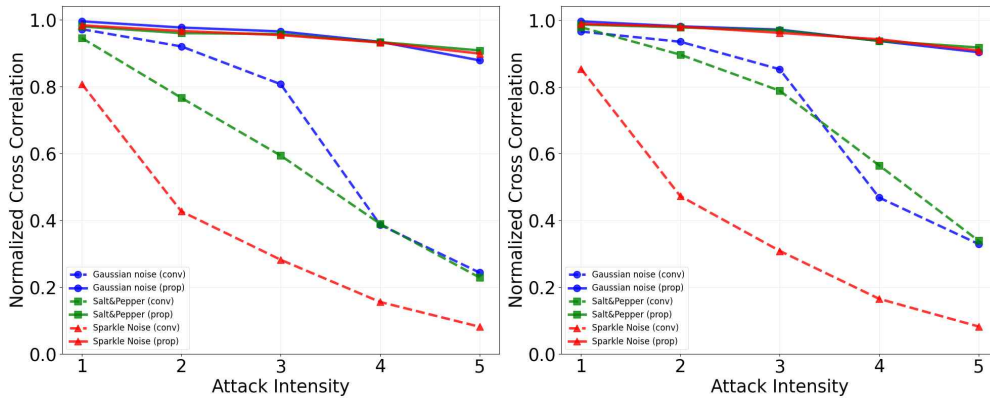 Normalized Cross Correlation
1.0
0.8
0.6
0.4
0.2
0.0
Gaussian noise (conv)
Gaussian noise (prop)
Salt&Pepper (conv)
Salt&Pepper (prop)
Sparkle Noise (conv)
Sparkle Noise (prop)
1 2 3 4 5
Attack Intensity
Normalized Cross Correlation
1.0
0.8
0.6
0.4
0.2
0.0
Gaussian noise (conv)
Gaussian noise (prop)
Salt&Pepper (conv)
Salt&Pepper (prop)
Sparkle Noise (conv)
Sparkle Noise (prop)
1 2 3 4 5
Attack Intensity